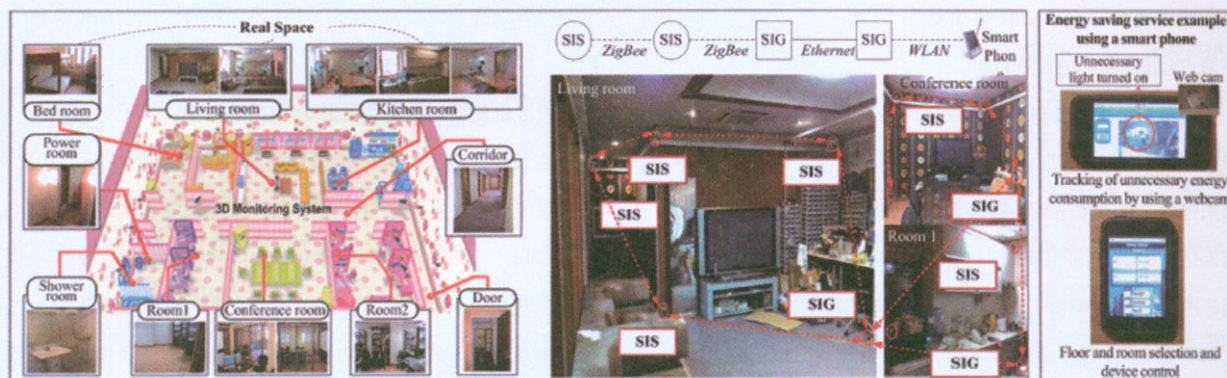 Real Space
Bed room
Living room
Kitchen room
Power room
Corridor
3D Monitoring System
Shower room
Room1
Conference room
Room2
Door
SIS
ZigBee
SIS
ZigBee
SIG
Ethernet
SIG
WLAN
Smart
Phon
Living room
SIS
SIS
SIS
SIS
SIG
Conference room
SIS
SIG
Room 1
SIS
SIG
Energy saving service example
using a smart phone
Unnecessary
light turned on
Web cam
Tracking of unnecessary energy
consumption by using a webcam
Floor and room selection and
device control